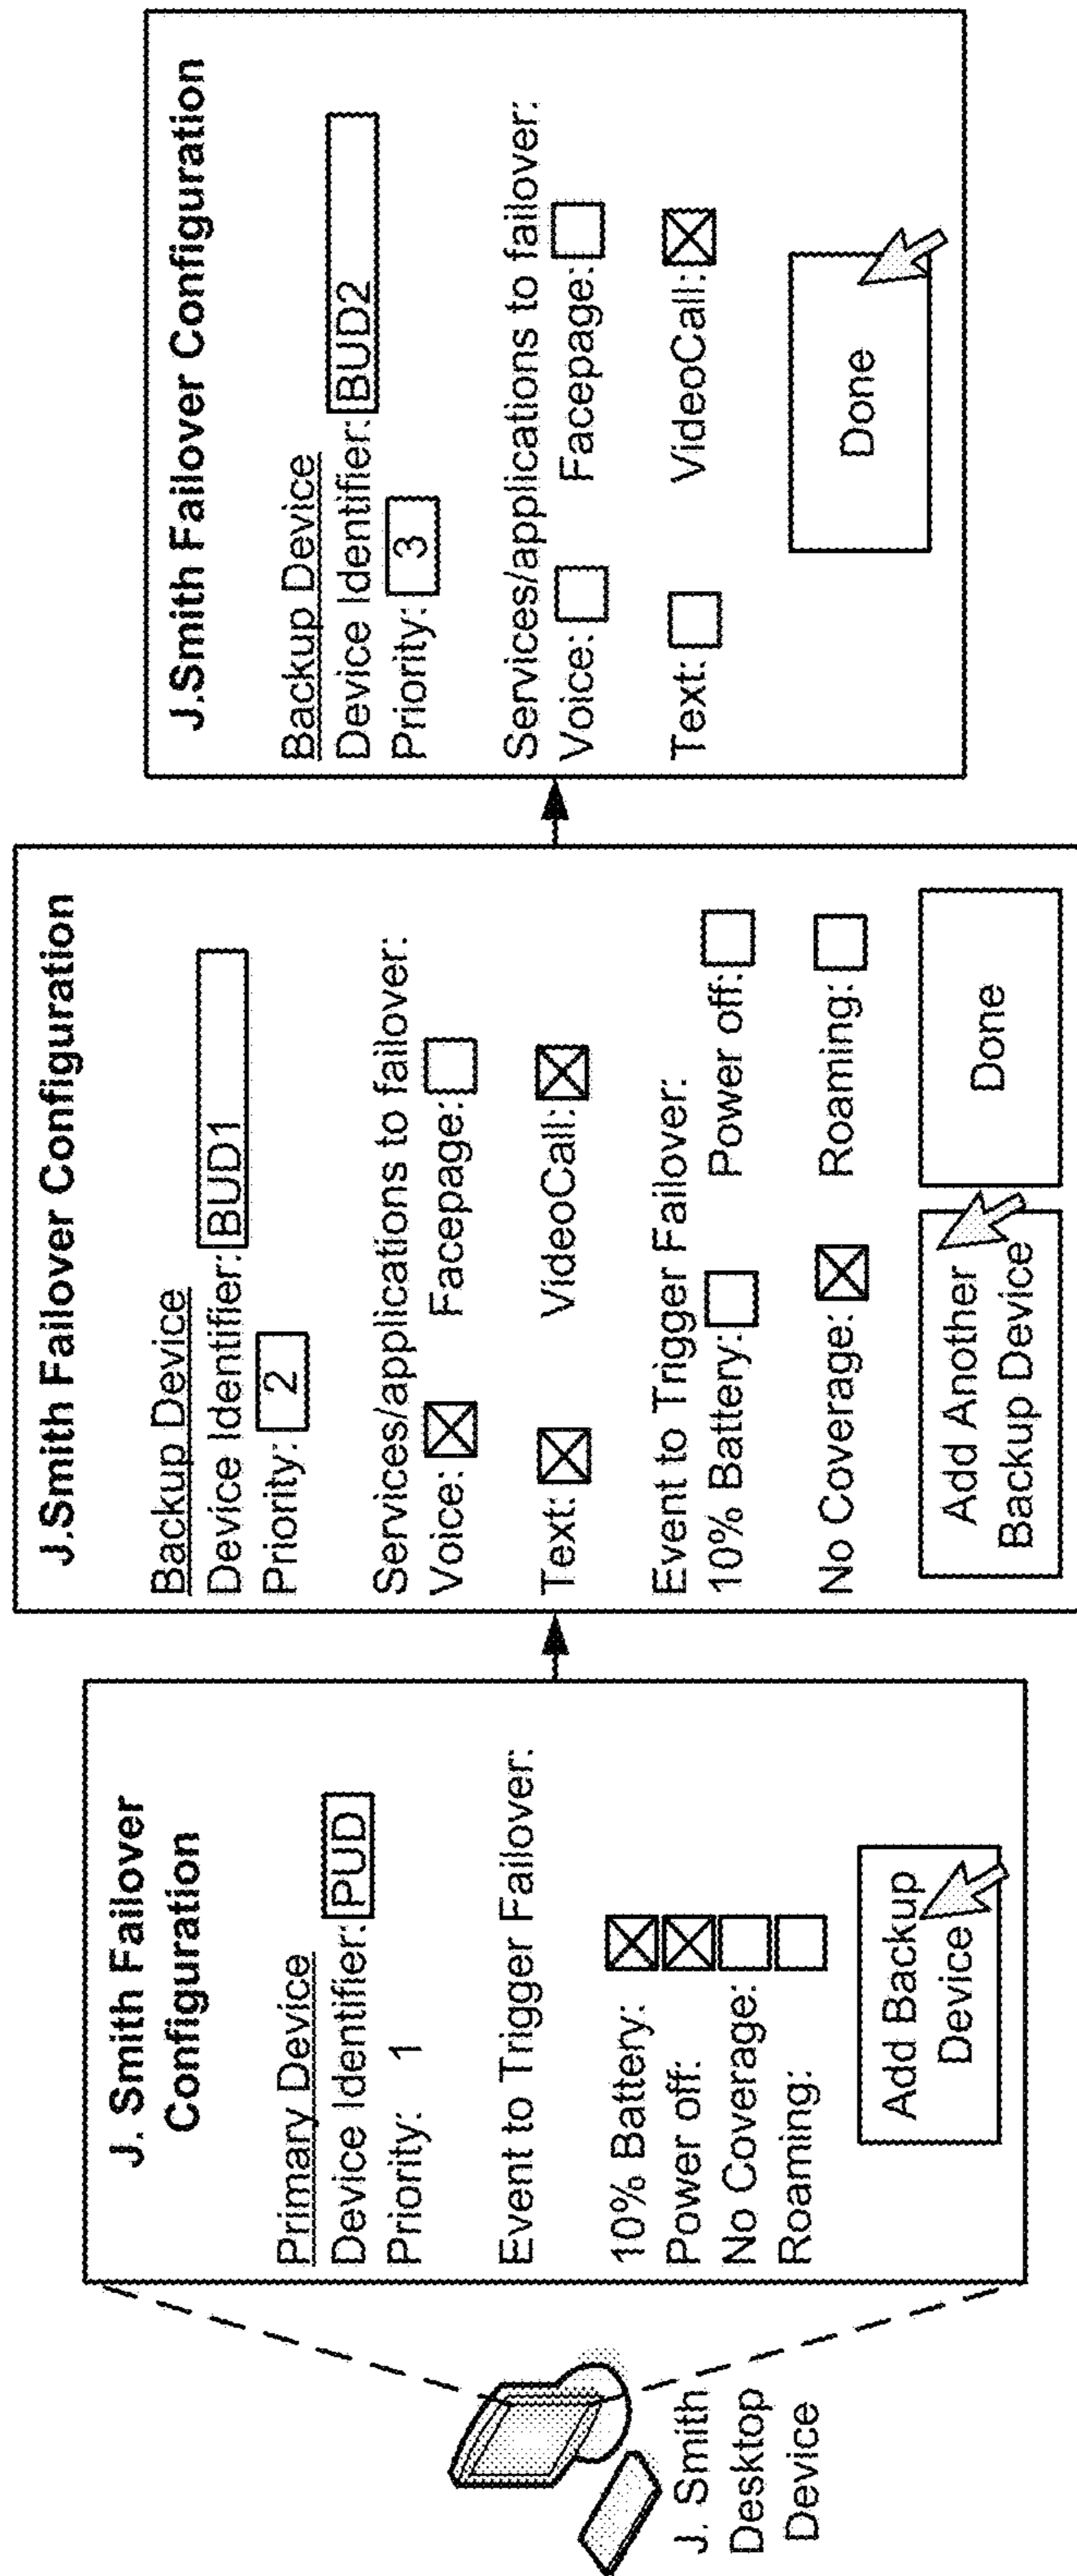 J. Smith
Desktop
Device
J. Smith Failover
Configuration
Primary Device
Device Identifier: PUD
Priority: 1
Event to Trigger Failover:
10% Battery:
Power off:
No Coverage:
Roaming:
Add Backup
Device
J.Smith Failover Configuration
Backup Device
Device Identifier: BUD1
Priority: 2
Services/applications to failover:
Voice: Facepage:
Text: VideoCall:
Event to Trigger Failover:
10% Battery: Power off:
No Coverage: Roaming:
Add Another
Backup Device
Done
J.Smith Failover Configuration
Backup Device
Device Identifier: BUD2
Priority: 3
Services/applications to failover:
Voice: Facepage:
Text: VideoCall:
Done